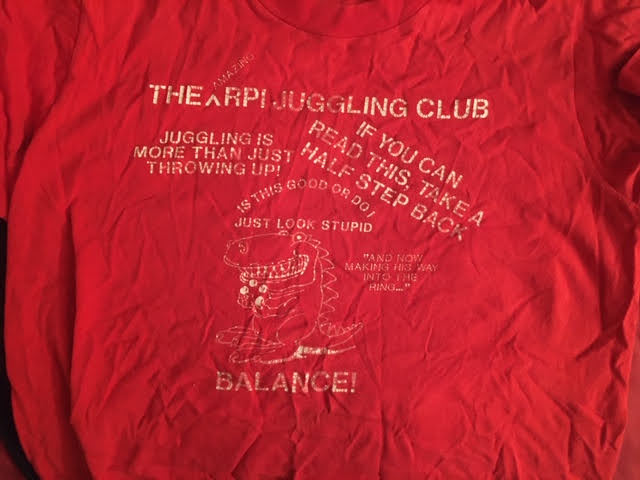 AMAZING
THE ^ RPI JUGGLING CLUB
JUGGLING IS
MORE THAN JUST
THROWING UP!
IF YOU CAN
READ THIS, TAKE A
HALF STEP BACK
IS THIS GOOD OR DO I
JUST LOOK STUPID
"AND NOW
MAKING HIS WAY
INTO THE
RING..."
BALANCE!